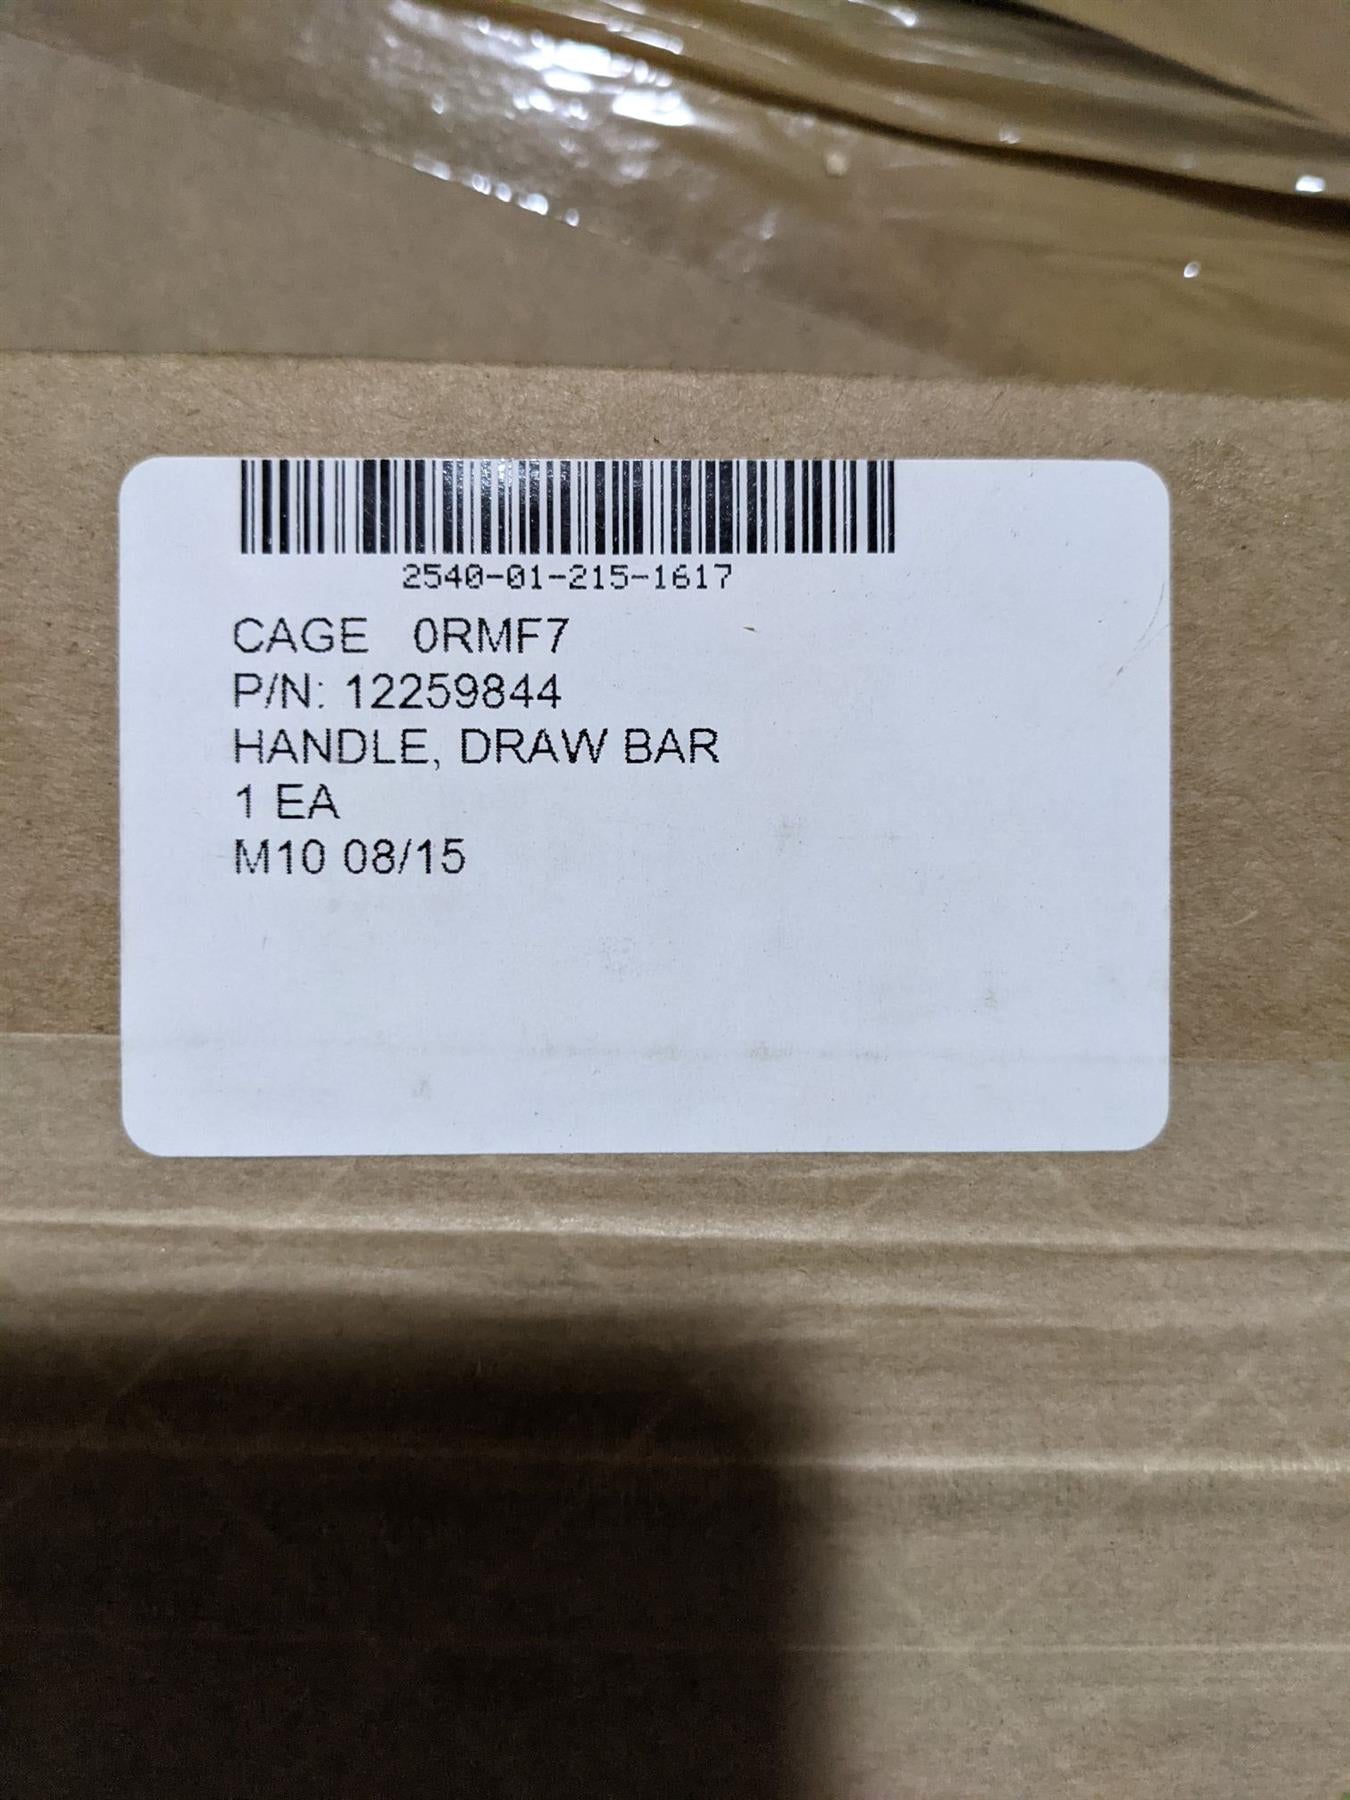 2540-01-215-1617
CAGE 0RMF7
P/N: 12259844
HANDLE, DRAW BAR
1 EA
M10 08/15